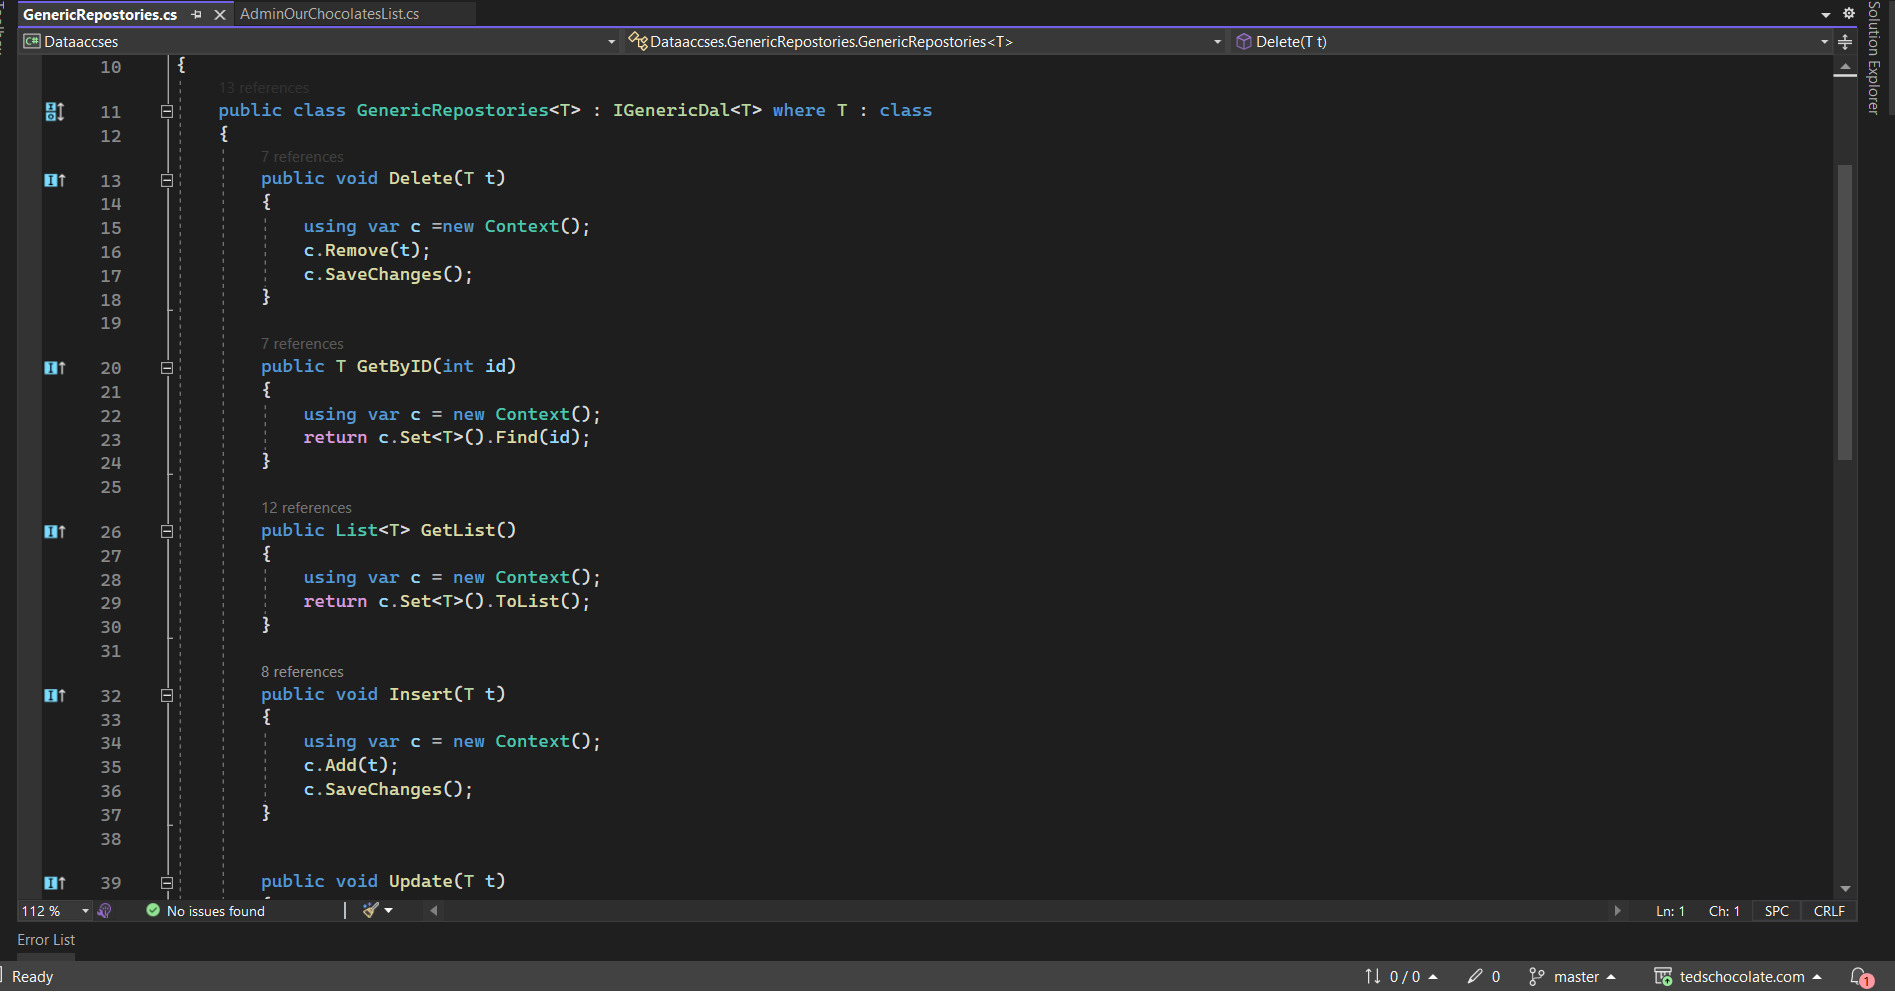 GenericRepostories.cs AdminOurChocolatesList.cs
Dataaccses Dataaccses.GenericRepostories.GenericRepostories<T> Delete(T t)
Solution Explorer
10 {
13 references
11 public class GenericRepostories<T> : IGenericDal<T> where T : class
12 {
7 references
13 public void Delete(T t)
14 {
15 using var c =new Context();
16 c.Remove(t);
17 c.SaveChanges();
18 }
19
7 references
20 public T GetByID(int id)
21 {
22 using var c = new Context();
23 return c.Set<T>().Find(id);
24 }
25
12 references
26 public List<T> GetList()
27 {
28 using var c = new Context();
29 return c.Set<T>().ToList();
30 }
31
8 references
32 public void Insert(T t)
33 {
34 using var c = new Context();
35 c.Add(t);
36 c.SaveChanges();
37 }
38
39 public void Update(T t)
112 % No issues found Ln: 1 Ch: 1 SPC CRLF
Error List
Ready 0 / 0 0 master tedschocolate.com 1